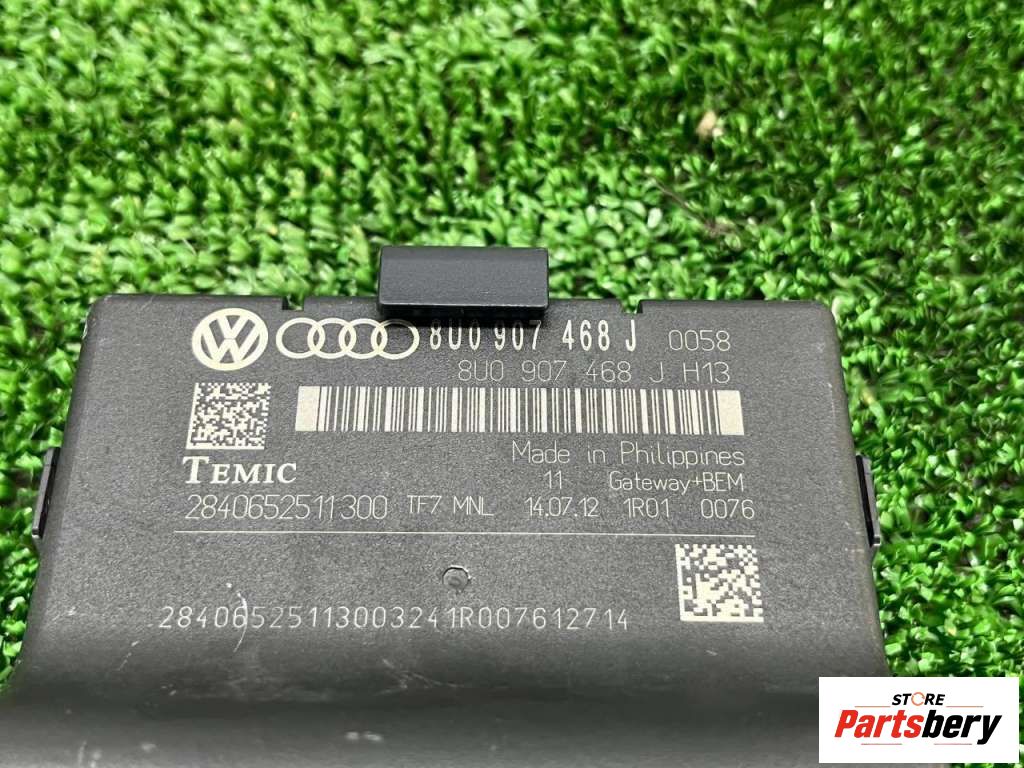 8U0 907 468 J 0058
8U0 907 468 J H13
Made in Philippines
TEMIC 11 Gateway+BEM
2840652511300 TF7 MNL 14.07.12 1R01 0076
28406525113003241R007612714
STORE
Partsbery